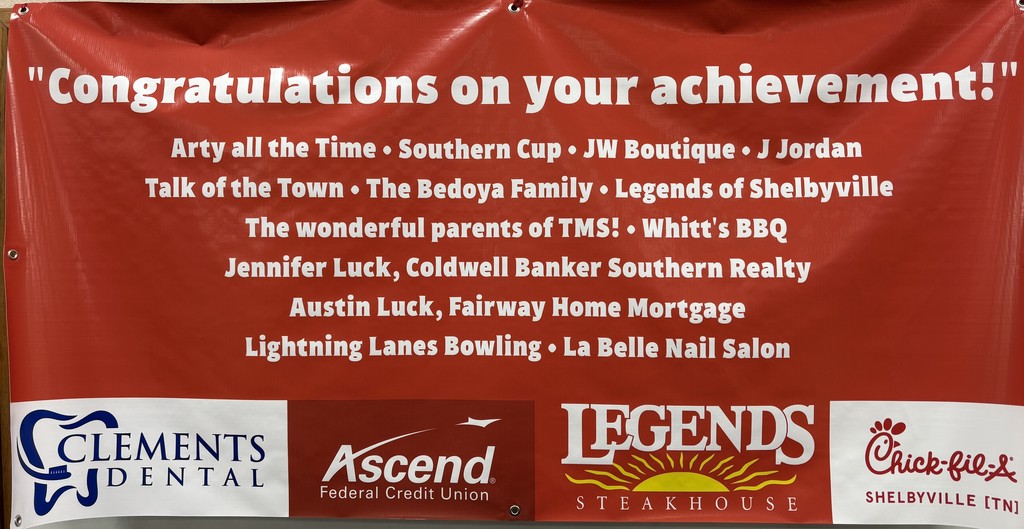 "Congratulations on your achievement!"
Arty all the Time • Southern Cup • JW Boutique • J Jordan
Talk of the Town • The Bedoya Family • Legends of Shelbyville
The wonderful parents of TMS! • Whitt's BBQ
Jennifer Luck, Coldwell Banker Southern Realty
Austin Luck, Fairway Home Mortgage
Lightning Lanes Bowling • La Belle Nail Salon
CLEMENTS
DENTAL
Ascend®
Federal Credit Union
LEGENDS
STEAKHOUSE
Chick-fil-A®
SHELBYVILLE [TN]